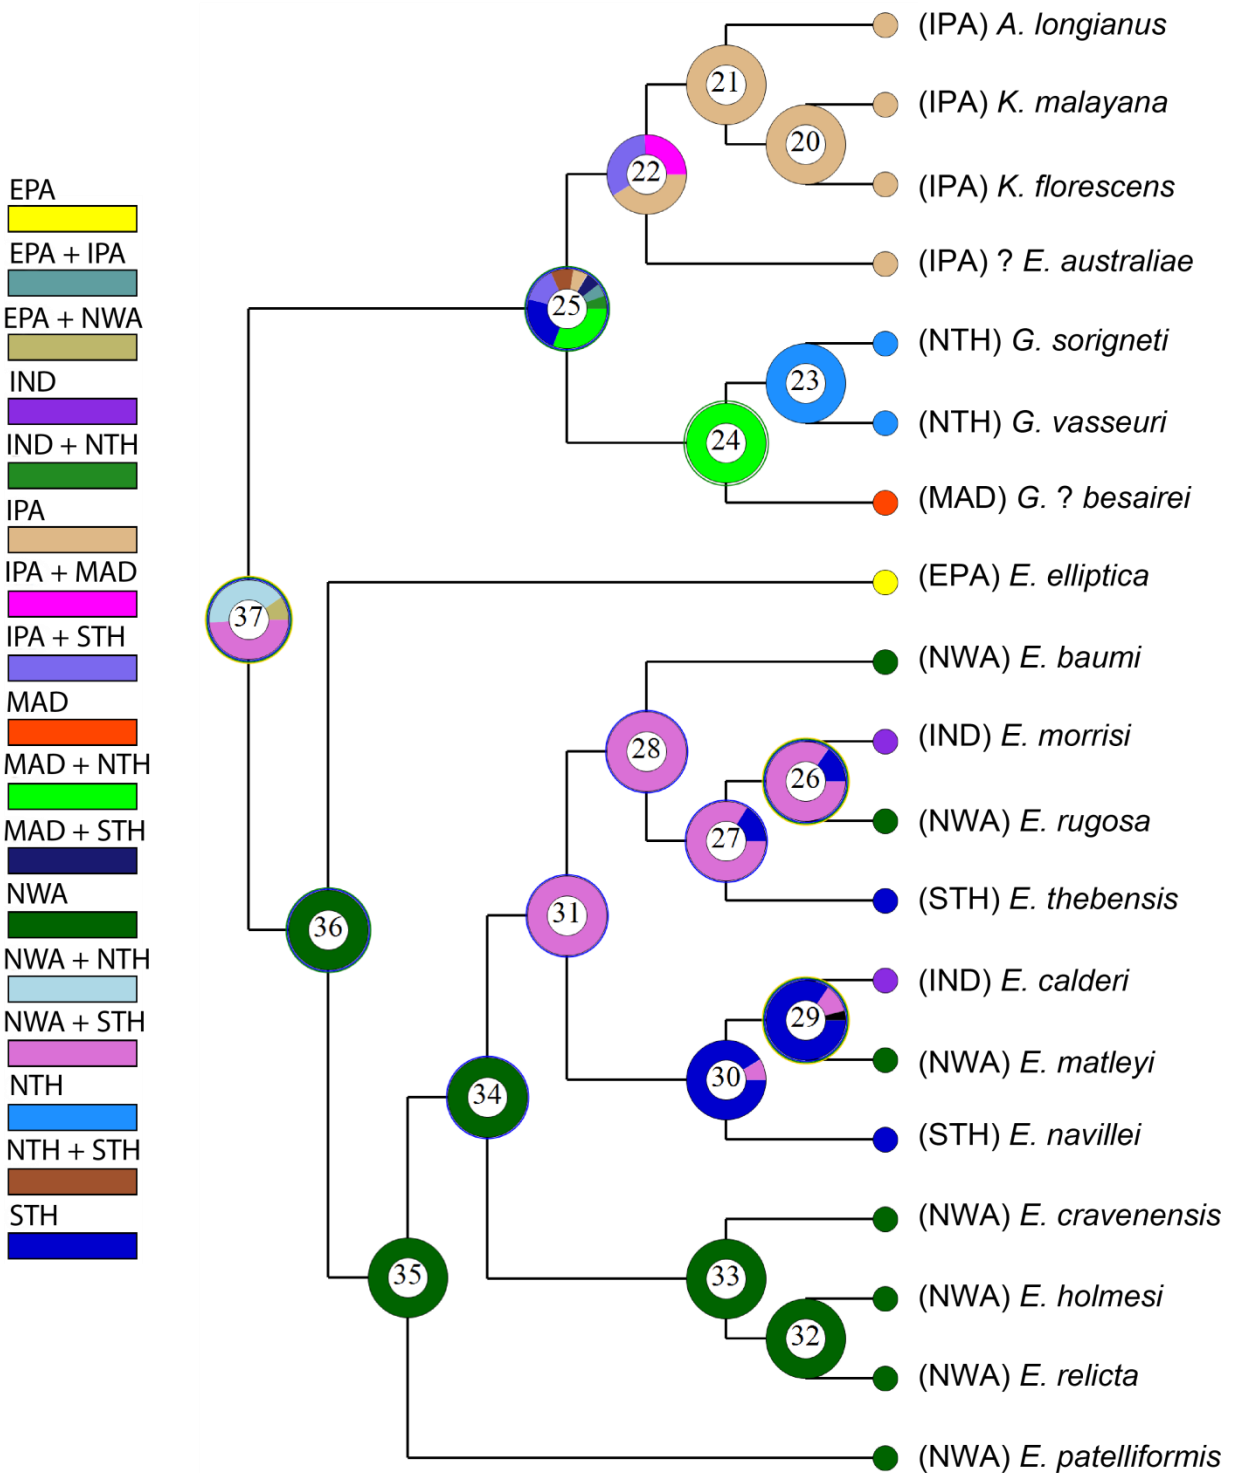 EPA
EPA + IPA
EPA + NWA
IND
IND + NTH
IPA
IPA + MAD
IPA + STH
MAD
MAD + NTH
MAD + STH
NWA
NWA + NTH
NWA + STH
NTH
NTH + STH
STH
(IPA) A. longianus
21
(IPA) K. malayana
20
22
(IPA) K. florescens
(IPA) ? E. australiae
25
(NTH) G. sorigneti
23
(NTH) G. vasseuri
24
(MAD) G. ? besairei
(EPA) E. elliptica
37
(NWA) E. baumi
28
(IND) E. morrisi
26
(NWA) E. rugosa
27
(STH) E. thebensis
31
36
(IND) E. calderi
29
(NWA) E. matleyi
30
34
(STH) E. navillei
(NWA) E. cravenensis
35
33
(NWA) E. holmesi
32
(NWA) E. relicta
(NWA) E. patelliformis